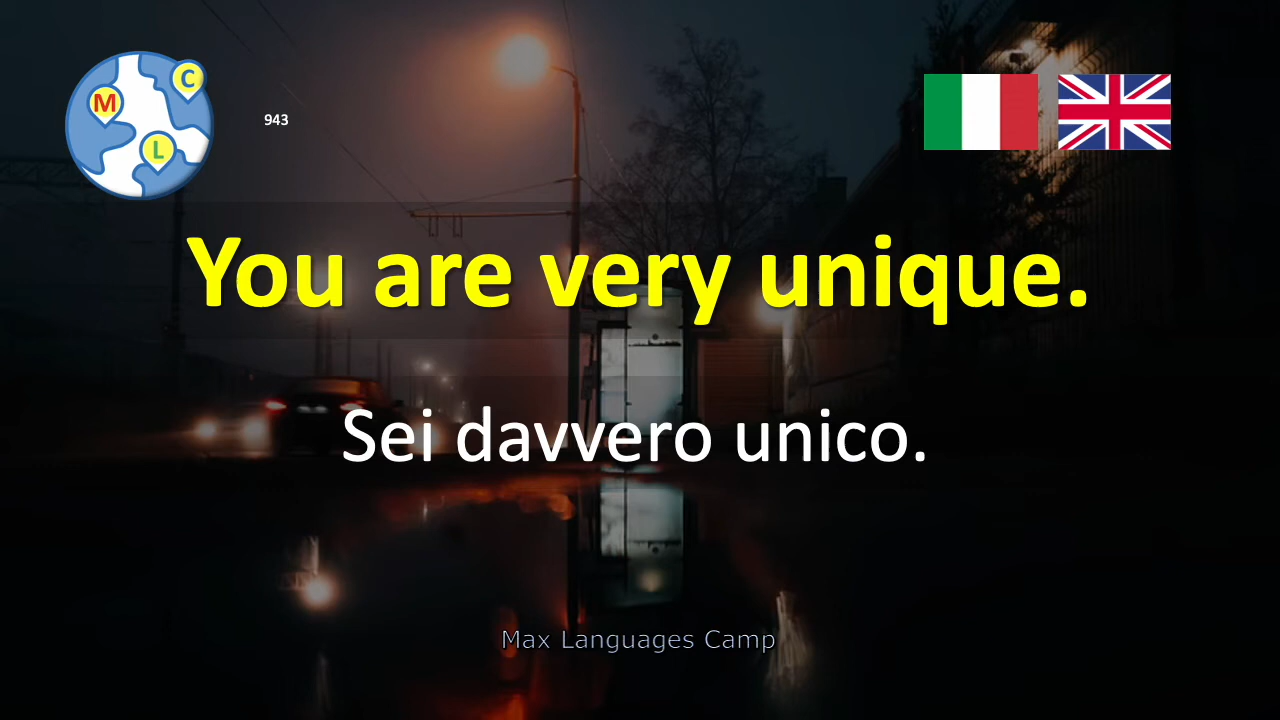 C
M
943
L
You are very unique.
Sei davvero unico.
Max Languages Camp